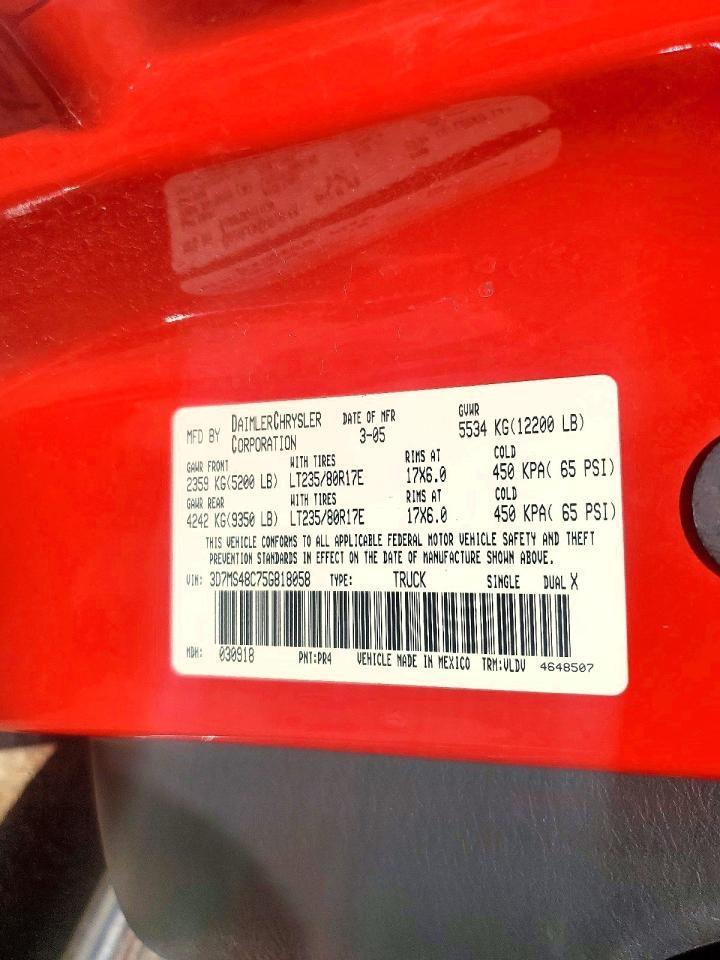 MFD BY DAIMLERCHRYSLER CORPORATION DATE OF MFR 3-05 GVWR 5534 KG(12200 LB)
GAWR FRONT WITH TIRES RIMS AT COLD
2359 KG(5200 LB) LT235/80R17E 17X6.0 450 KPA( 65 PSI)
GAWR REAR WITH TIRES RIMS AT COLD
4242 KG(9350 LB) LT235/80R17E 17X6.0 450 KPA( 65 PSI)
THIS VEHICLE CONFORMS TO ALL APPLICABLE FEDERAL MOTOR VEHICLE SAFETY AND THEFT
PREVENTION STANDARDS IN EFFECT ON THE DATE OF MANUFACTURE SHOWN ABOVE.
VIN: 3D7MS48C75G818058 TYPE: TRUCK SINGLE DUAL X
MDH: 030918 PNT:PR4 VEHICLE MADE IN MEXICO TRM:VLDV 4648507